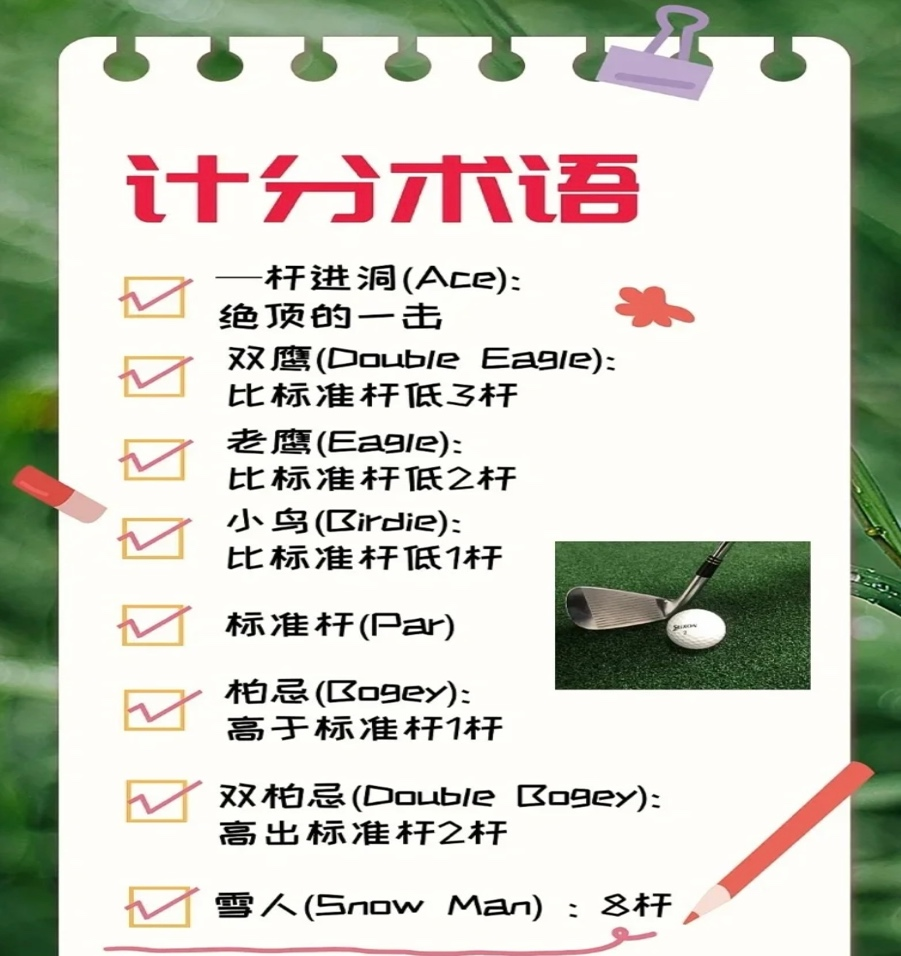 计分术语
一杆进洞(Ace):
绝顶的一击
双鹰(Double Eagle):
比标准杆低3杆
老鹰(Eagle):
比标准杆低2杆
小鸟(Birdie):
比标准杆低1杆
标准杆(Par)
柏忌(Bogey):
高于标准杆1杆
双柏忌(Double Bogey):
高出标准杆2杆
雪人(Snow Man) : 8杆
SRIXON
2